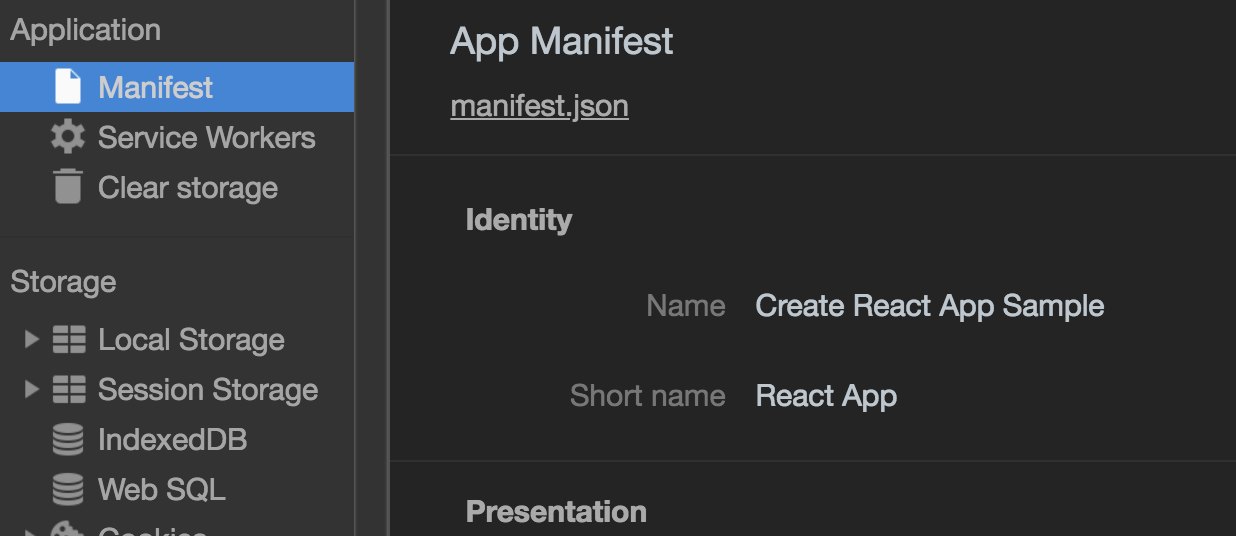 Application
Manifest
Service Workers
Clear storage
Storage
Local Storage
Session Storage
IndexedDB
Web SQL
Cookies
App Manifest
manifest.json
Identity
Name Create React App Sample
Short name React App
Presentation